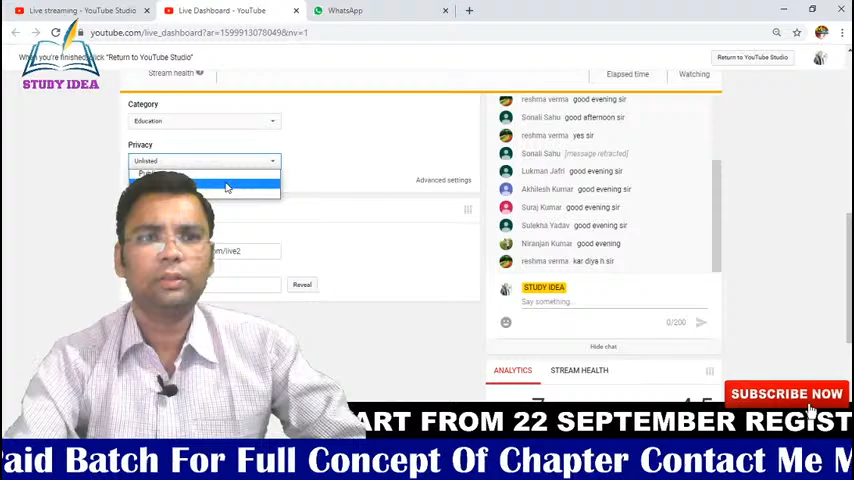 Live streaming - YouTube Studio
Live Dashboard - YouTube
WhatsApp
youtube.com/live_dashboard?ar=1599913078049&nv=1
When you're finished, click "Return to YouTube Studio"
Return to YouTube Studio
STUDY IDEA
Stream health
Elapsed time
Watching
Category
Education
Privacy
Unlisted
Advanced settings
om/live2
Reveal
reshma verma good evening sir
Sonali Sahu good afternoon sir
reshma verma yes sir
Sonali Sahu [message retracted]
Lukman Jafri good evening sir
Akhilesh Kumar good evening sir
Suraj Kumar good evening sir
Sulekha Yadav good evening sir
Niranjan Kumar good evening
reshma verma kar diya h sir
STUDY IDEA
Say something...
0/200
Hide chat
ANALYTICS
STREAM HEALTH
SUBSCRIBE NOW
ART FROM 22 SEPTEMBER REGIST
Paid Batch For Full Concept Of Chapter Contact Me M